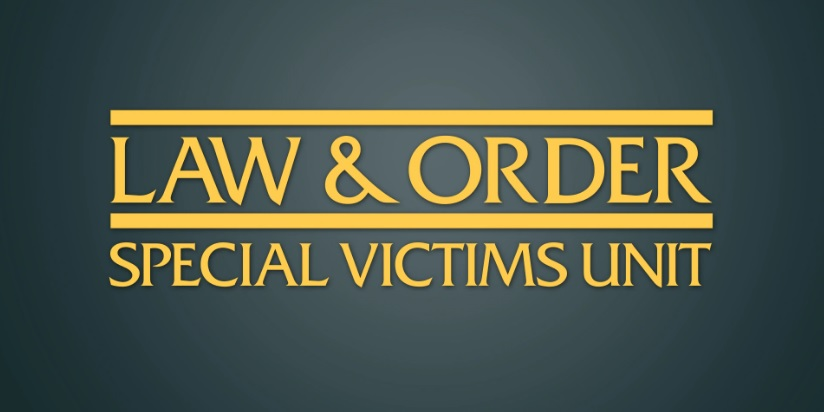 LAW & ORDER
SPECIAL VICTIMS UNIT